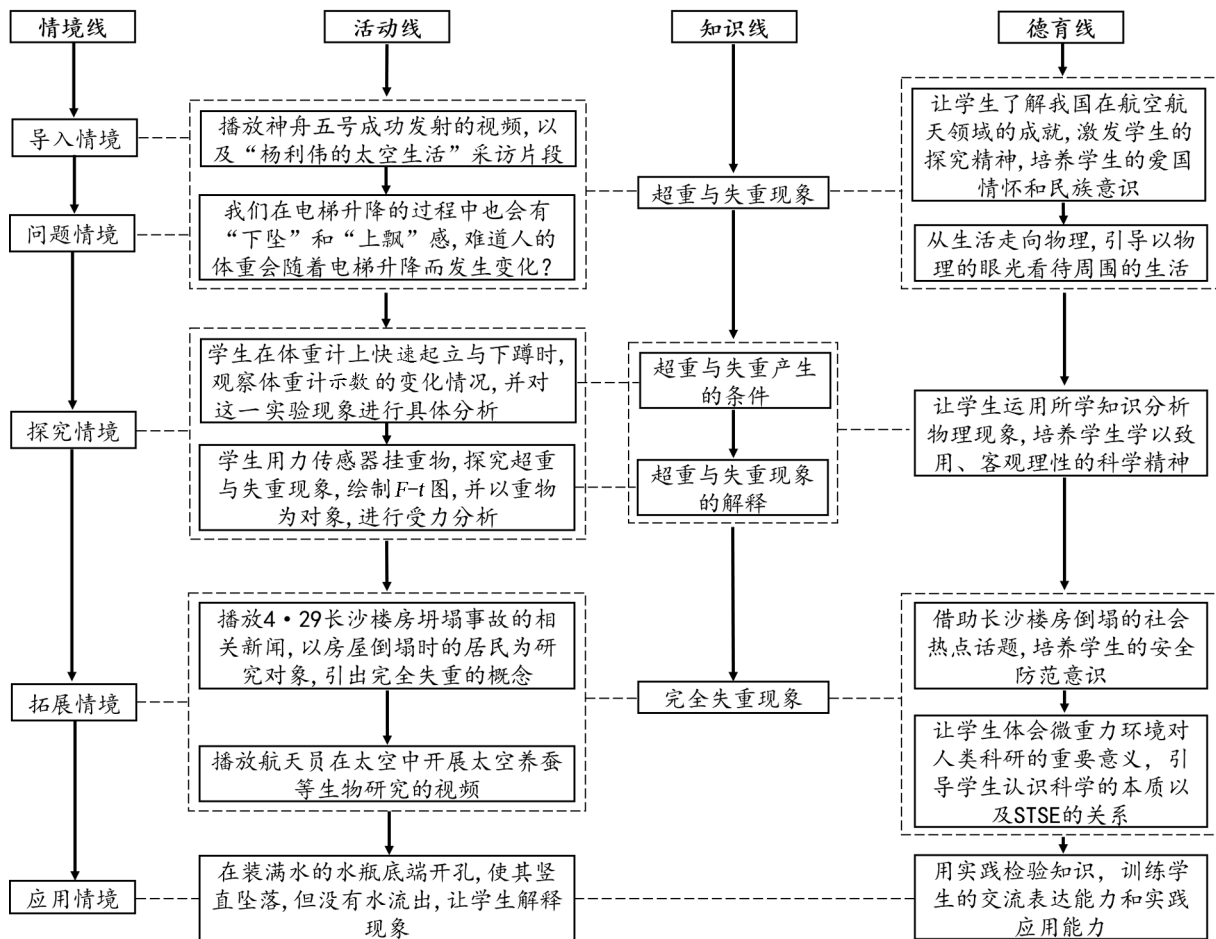 情境线
活动线
知识线
德育线
导入情境
播放神舟五号成功发射的视频,以
及“杨利伟的太空生活”采访片段
让学生了解我国在航空航
天领域的成就,激发学生的
探究精神,培养学生的爱国
情怀和民族意识
超重与失重现象
问题情境
我们在电梯升降的过程中也会有
“下坠”和“上飘”感,难道人的
体重会随着电梯升降而发生变化?
从生活走向物理,引导以物
理的眼光看待周围的生活
探究情境
学生在体重计上快速起立与下蹲时,
观察体重计示数的变化情况,并对
这一实验现象进行具体分析
超重与失重产生
的条件
让学生运用所学知识分析
物理现象,培养学生学以致
用、客观理性的科学精神
学生用力传感器挂重物,探究超重
与失重现象,绘制F-t图,并以重物
为对象,进行受力分析
超重与失重现象
的解释
拓展情境
播放4·29长沙楼房坍塌事故的相
关新闻,以房屋倒塌时的居民为研
究对象,引出完全失重的概念
完全失重现象
借助长沙楼房倒塌的社会
热点话题,培养学生的安全
防范意识
播放航天员在太空中开展太空养蚕
等生物研究的视频
让学生体会微重力环境对
人类科研的重要意义,引
导学生认识科学的本质以
及STSE的关系
应用情境
在装满水的水瓶底端开孔,使其竖
直坠落,但没有水流出,让学生解释
现象
用实践检验知识,训练学
生的交流表达能力和实践
应用能力